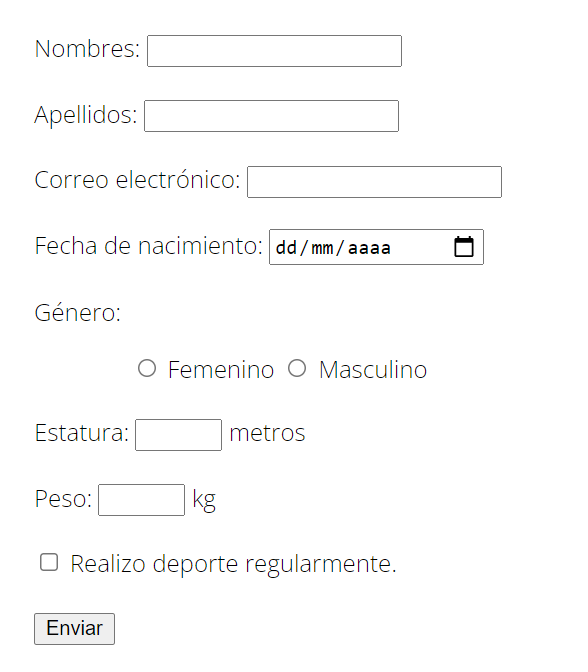 Nombres:
Apellidos:
Correo electrónico:
Fecha de nacimiento: dd/mm/aaaa
Género:
Femenino Masculino
Estatura: metros
Peso: kg
Realizo deporte regularmente.
Enviar